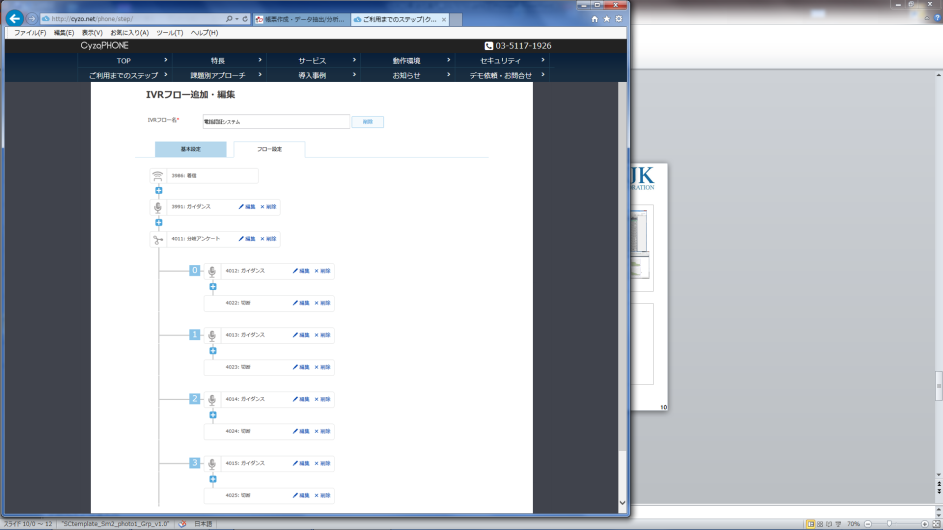 http://cyzo.net/phone/step/
帳票作成・データ抽出/分析...
ご利用までのステップ|ク...
ファイル(F) 編集(E) 表示(V) お気に入り(A) ツール(T) ヘルプ(H)
CyzoPHONE
03-5117-1926
TOP 特長 サービス 動作環境 セキュリティ
ご利用までのステップ 課題別アプローチ 導入事例 お知らせ デモ依頼・お問合せ
IVRフロー追加・編集
IVRフロー名*
電話認証システム
削除
基本設定 フロー設定
3986: 着信
3991: ガイダンス 編集 × 削除
4011: 分岐アンケート 編集 × 削除
0 4012: ガイダンス 編集 × 削除
4022: 切断 編集 × 削除
1 4013: ガイダンス 編集 × 削除
4023: 切断 編集 × 削除
2 4014: ガイダンス 編集 × 削除
4024: 切断 編集 × 削除
3 4015: ガイダンス 編集 × 削除
4025: 切断 編集 × 削除
JK
RATION
10
スライド 10/0 ~ 12 "SCtemplate_Sm2_photo1_Grp_v1.0" 日本語
70%